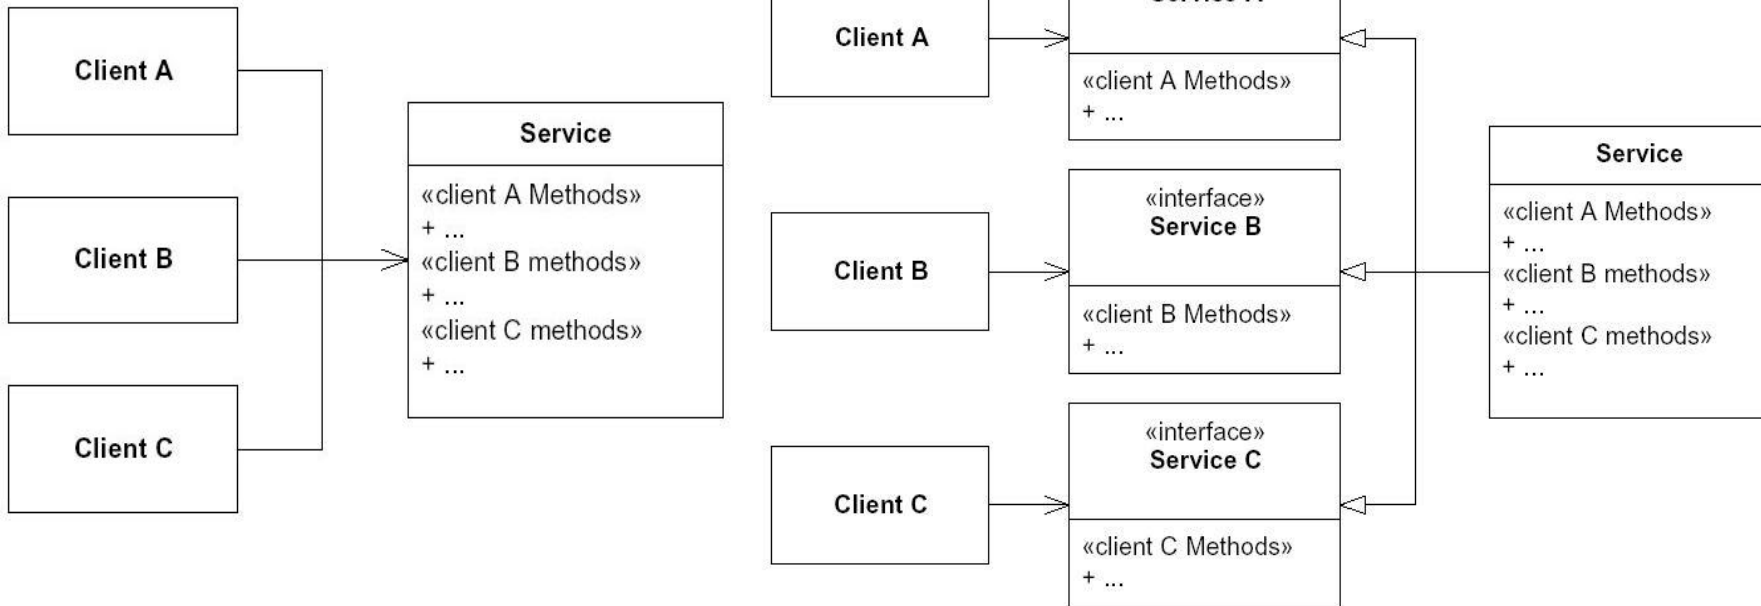 Client A
Client B
Client C
Service
«client A Methods»
+ ...
«client B methods»
+ ...
«client C methods»
+ ...
Client A
Client B
Client C
«client A Methods»
+ ...
«interface»
Service B
«client B Methods»
+ ...
«interface»
Service C
«client C Methods»
+ ...
Service
«client A Methods»
+ ...
«client B methods»
+ ...
«client C methods»
+ ...